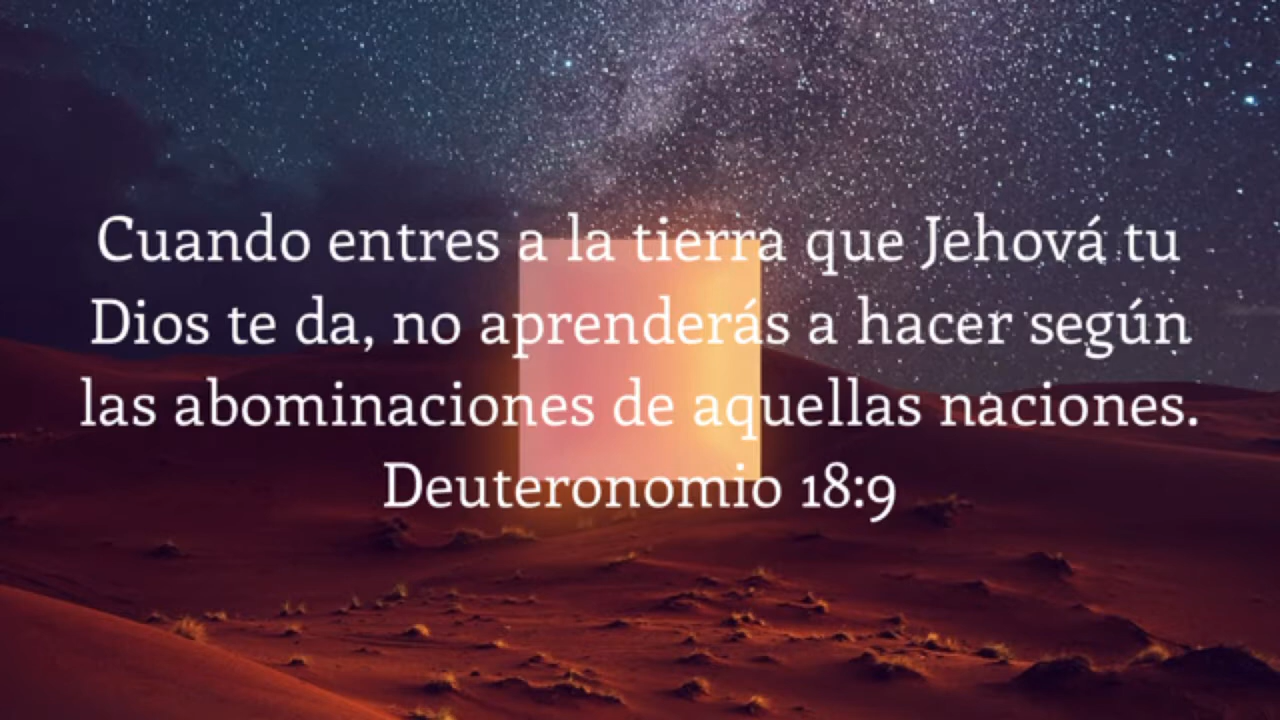 Cuando entres a la tierra que Jehová tu
Dios te da, no aprenderás a hacer según
las abominaciones de aquellas naciones.
Deuteronomio 18:9